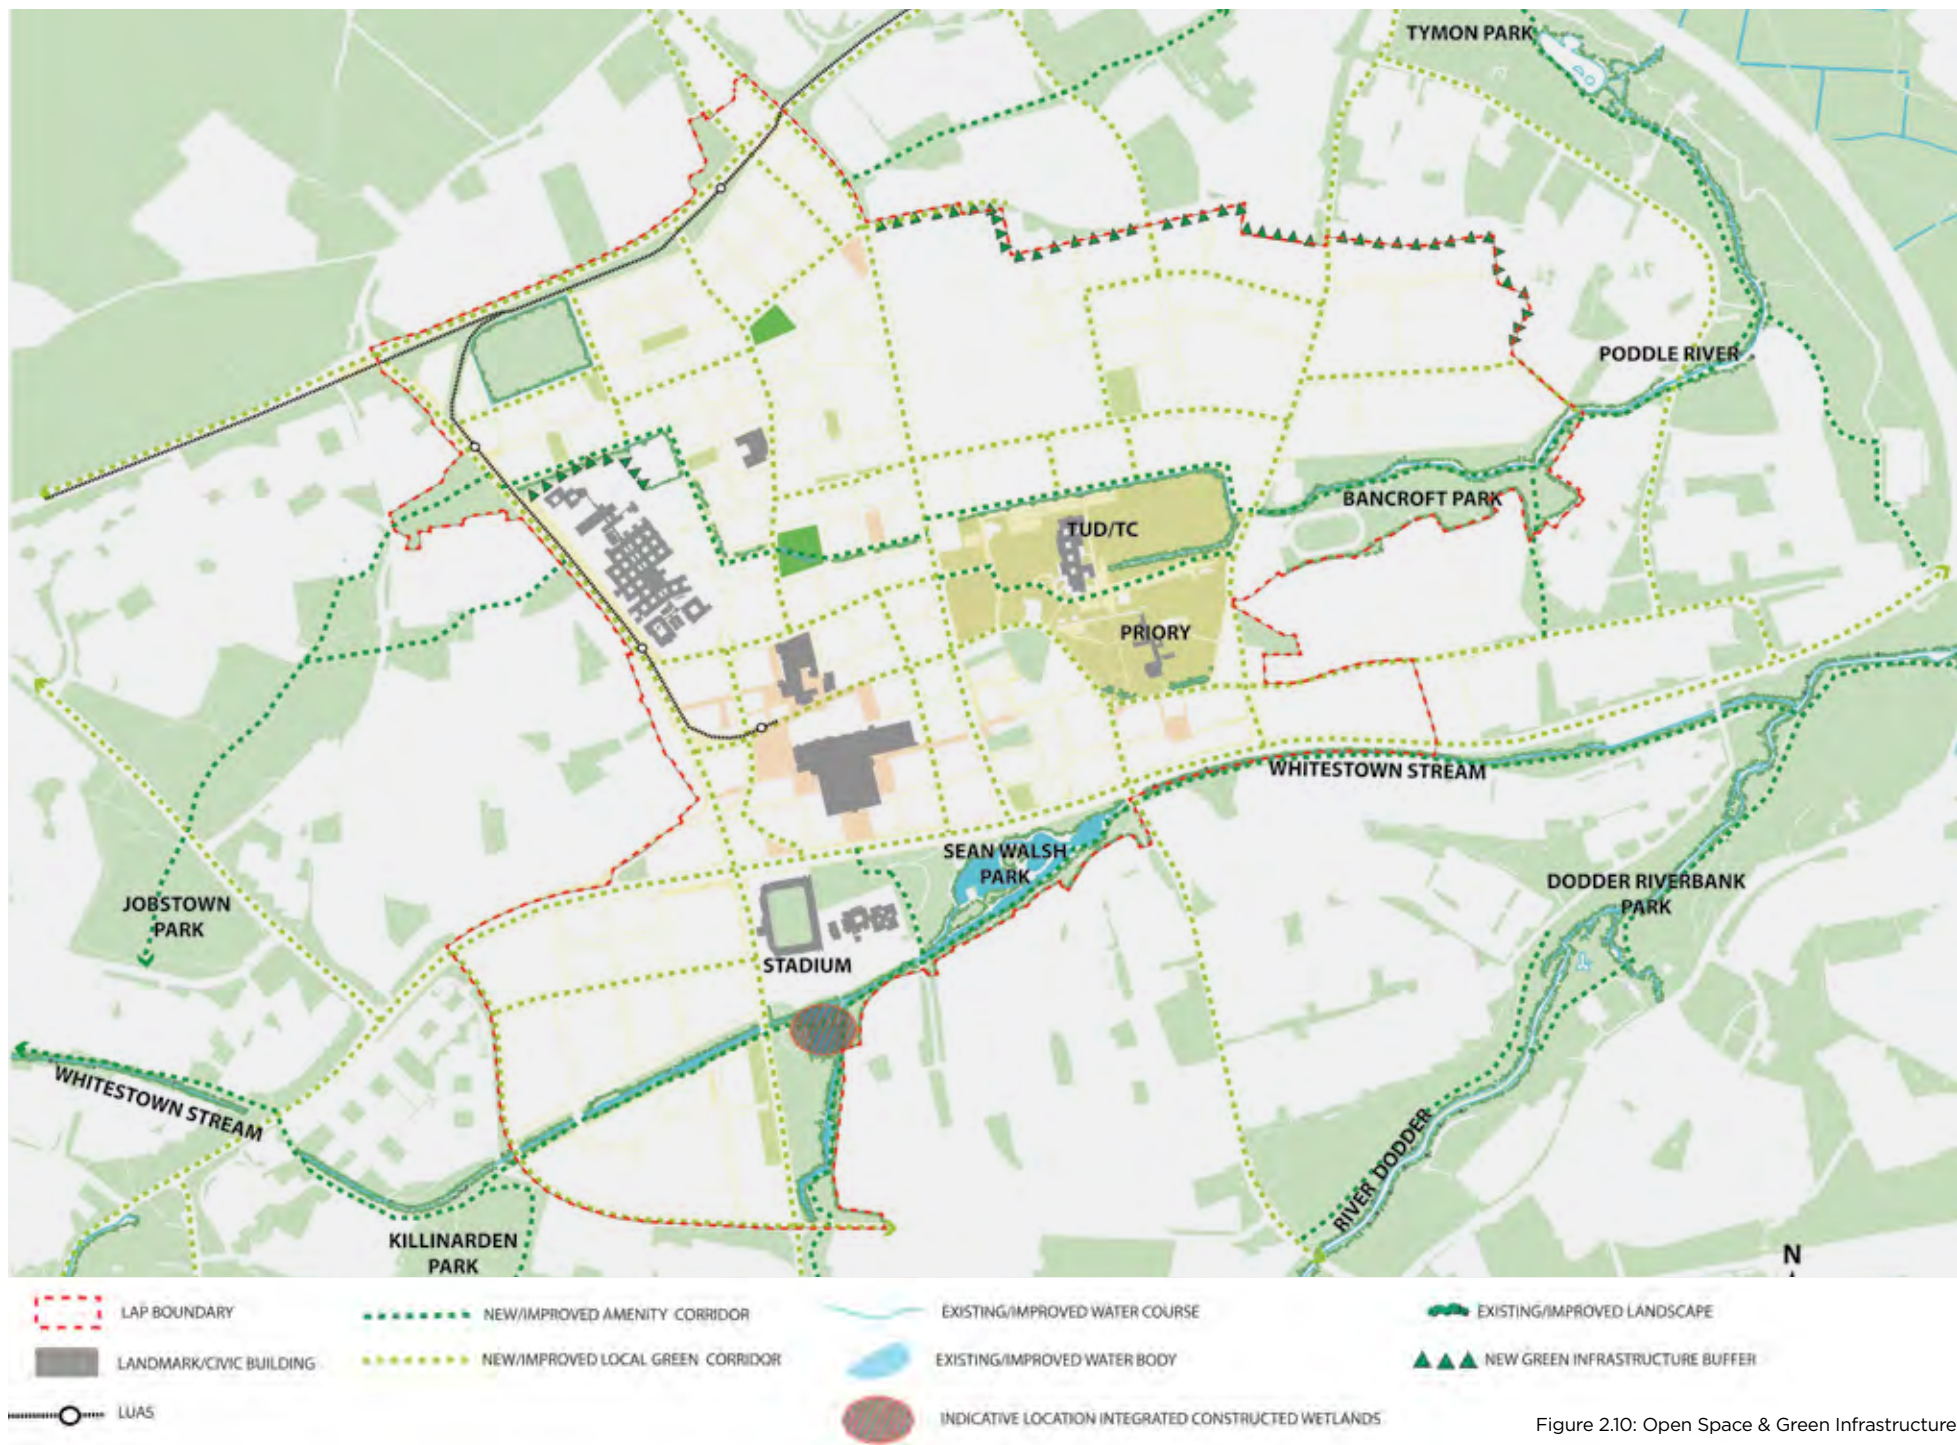 TYMON PARK
PODDLE RIVER
BANCROFT PARK
TUD/TC
PRIORY
WHITESTOWN STREAM
SEAN WALSH
PARK
DODDER RIVERBANK
PARK
JOBSTOWN
PARK
STADIUM
WHITESTOWN STREAM
RIVER DODDER
KILLINARDEN
PARK
N
LAP BOUNDARY
NEW/IMPROVED AMENITY CORRIDOR
EXISTING/IMPROVED WATER COURSE
EXISTING/IMPROVED LANDSCAPE
LANDMARK/CIVIC BUILDING
NEW/IMPROVED LOCAL GREEN CORRIDOR
EXISTING/IMPROVED WATER BODY
NEW GREEN INFRASTRUCTURE BUFFER
LUAS
INDICATIVE LOCATION INTEGRATED CONSTRUCTED WETLANDS
Figure 2.10: Open Space & Green Infrastructure